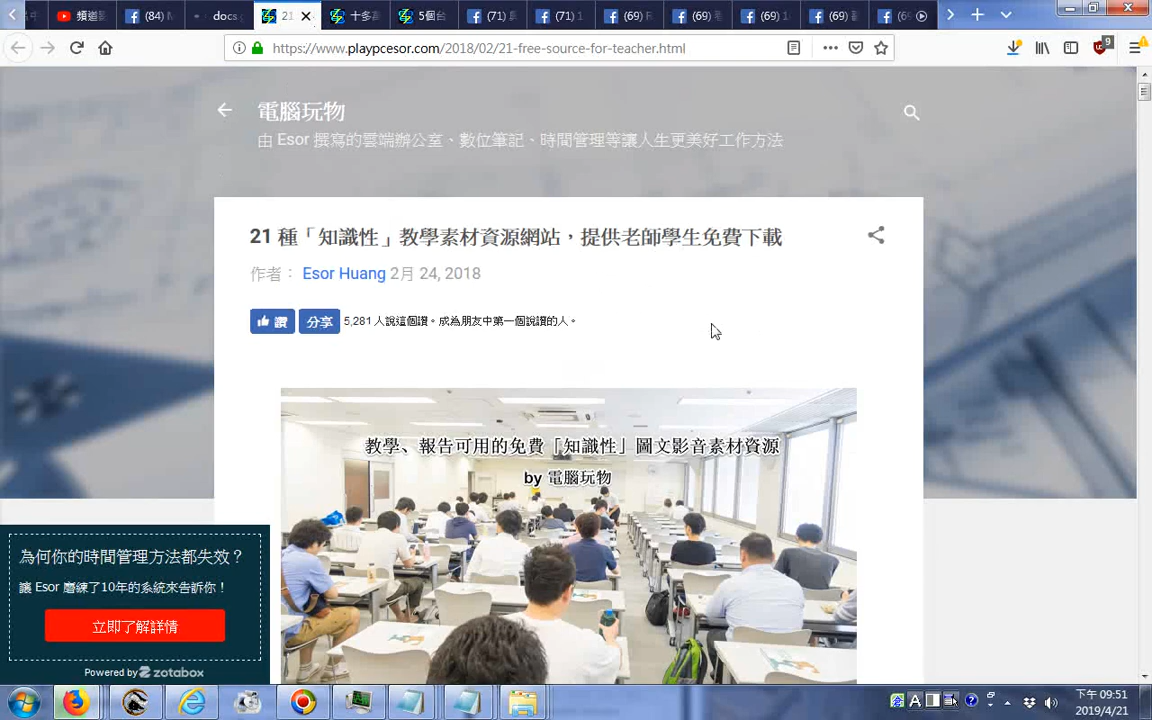 頻道影
(84) M
docs.
21
十多高
5個台
(71) 吳
(71) 1
(69) F
(69) 老
(69) 1
(69) 翻
(69
https://www.playpcesor.com/2018/02/21-free-source-for-teacher.html
9
電腦玩物
由 Esor 撰寫的雲端辦公室、數位筆記、時間管理等讓人生更美好工作方法
21 種「知識性」教學素材資源網站，提供老師學生免費下載
作者： Esor Huang 2月 24, 2018
讚 分享 5,281 人說這個讚。成為朋友中第一個說讚的人。
教學、報告可用的免費「知識性」圖文影音素材資源
by 電腦玩物
為何你的時間管理方法都失效？
讓 Esor 磨練了10年的系統來告訴你！
立即了解詳情
Powered by zotabox
A
下午 09:51
2019/4/21